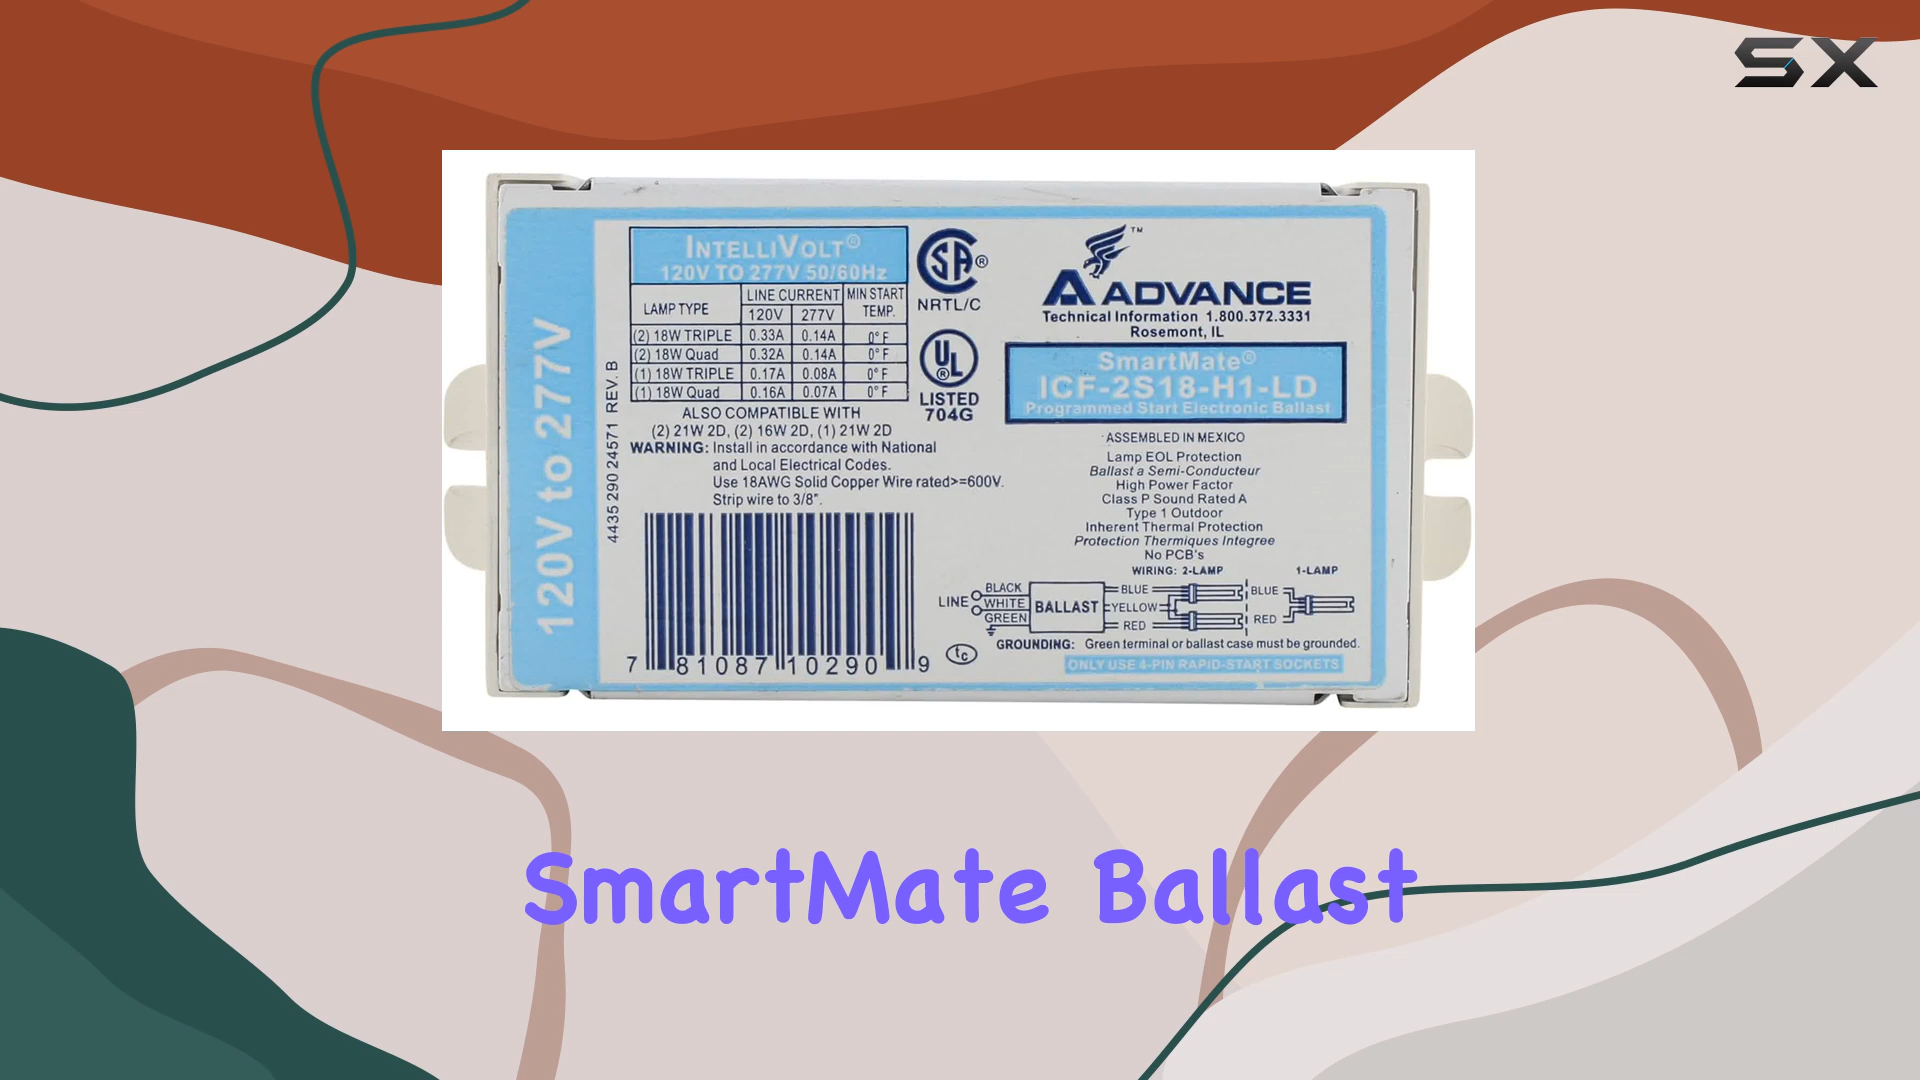 SX
120V to 277V
4435 290 24571 REV. B
INTELLIVOLT®
120V TO 277V 50/60Hz
LAMP TYPE LINE CURRENT MIN START TEMP.
120V 277V
(2) 18W TRIPLE 0.33A 0.14A 0° F
(2) 18W Quad 0.32A 0.14A 0° F
(1) 18W TRIPLE 0.17A 0.08A 0° F
(1) 18W Quad 0.16A 0.07A 0° F
ALSO COMPATIBLE WITH
(2) 21W 2D, (2) 16W 2D, (1) 21W 2D
WARNING: Install in accordance with National
and Local Electrical Codes.
Use 18AWG Solid Copper Wire rated>=600V.
Strip wire to 3/8".
7 81087 10290 9
SA®
NRTL/C
UL®
LISTED
704G
™
ADVANCE
Technical Information 1.800.372.3331
Rosemont, IL
SmartMate®
ICF-2S18-H1-LD
Programmed Start Electronic Ballast
ASSEMBLED IN MEXICO
Lamp EOL Protection
Ballast a Semi-Conducteur
High Power Factor
Class P Sound Rated A
Type 1 Outdoor
Inherent Thermal Protection
Protection Thermiques Integree
No PCB's
WIRING: 2-LAMP 1-LAMP
LINE BLACK WHITE GREEN BALLAST BLUE YELLOW RED BLUE RED
tc
GROUNDING: Green terminal or ballast case must be grounded.
ONLY USE 4-PIN RAPID-START SOCKETS
SmartMate Ballast